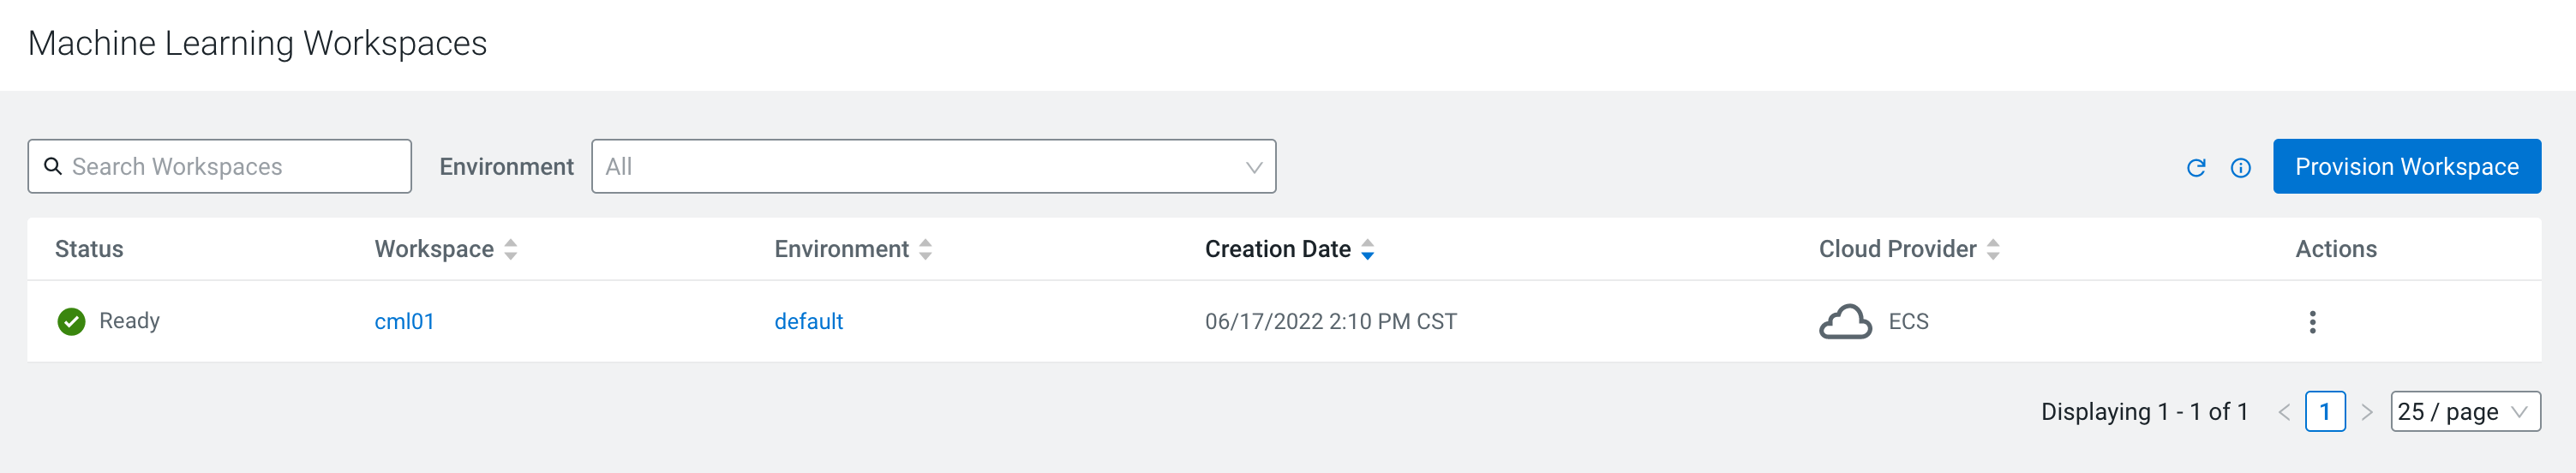 Machine Learning Workspaces
Search Workspaces Environment All Provision Workspace
Status Workspace Environment Creation Date Cloud Provider Actions
Ready cml01 default 06/17/2022 2:10 PM CST ECS
Displaying 1 - 1 of 1 < 1 > 25 / page